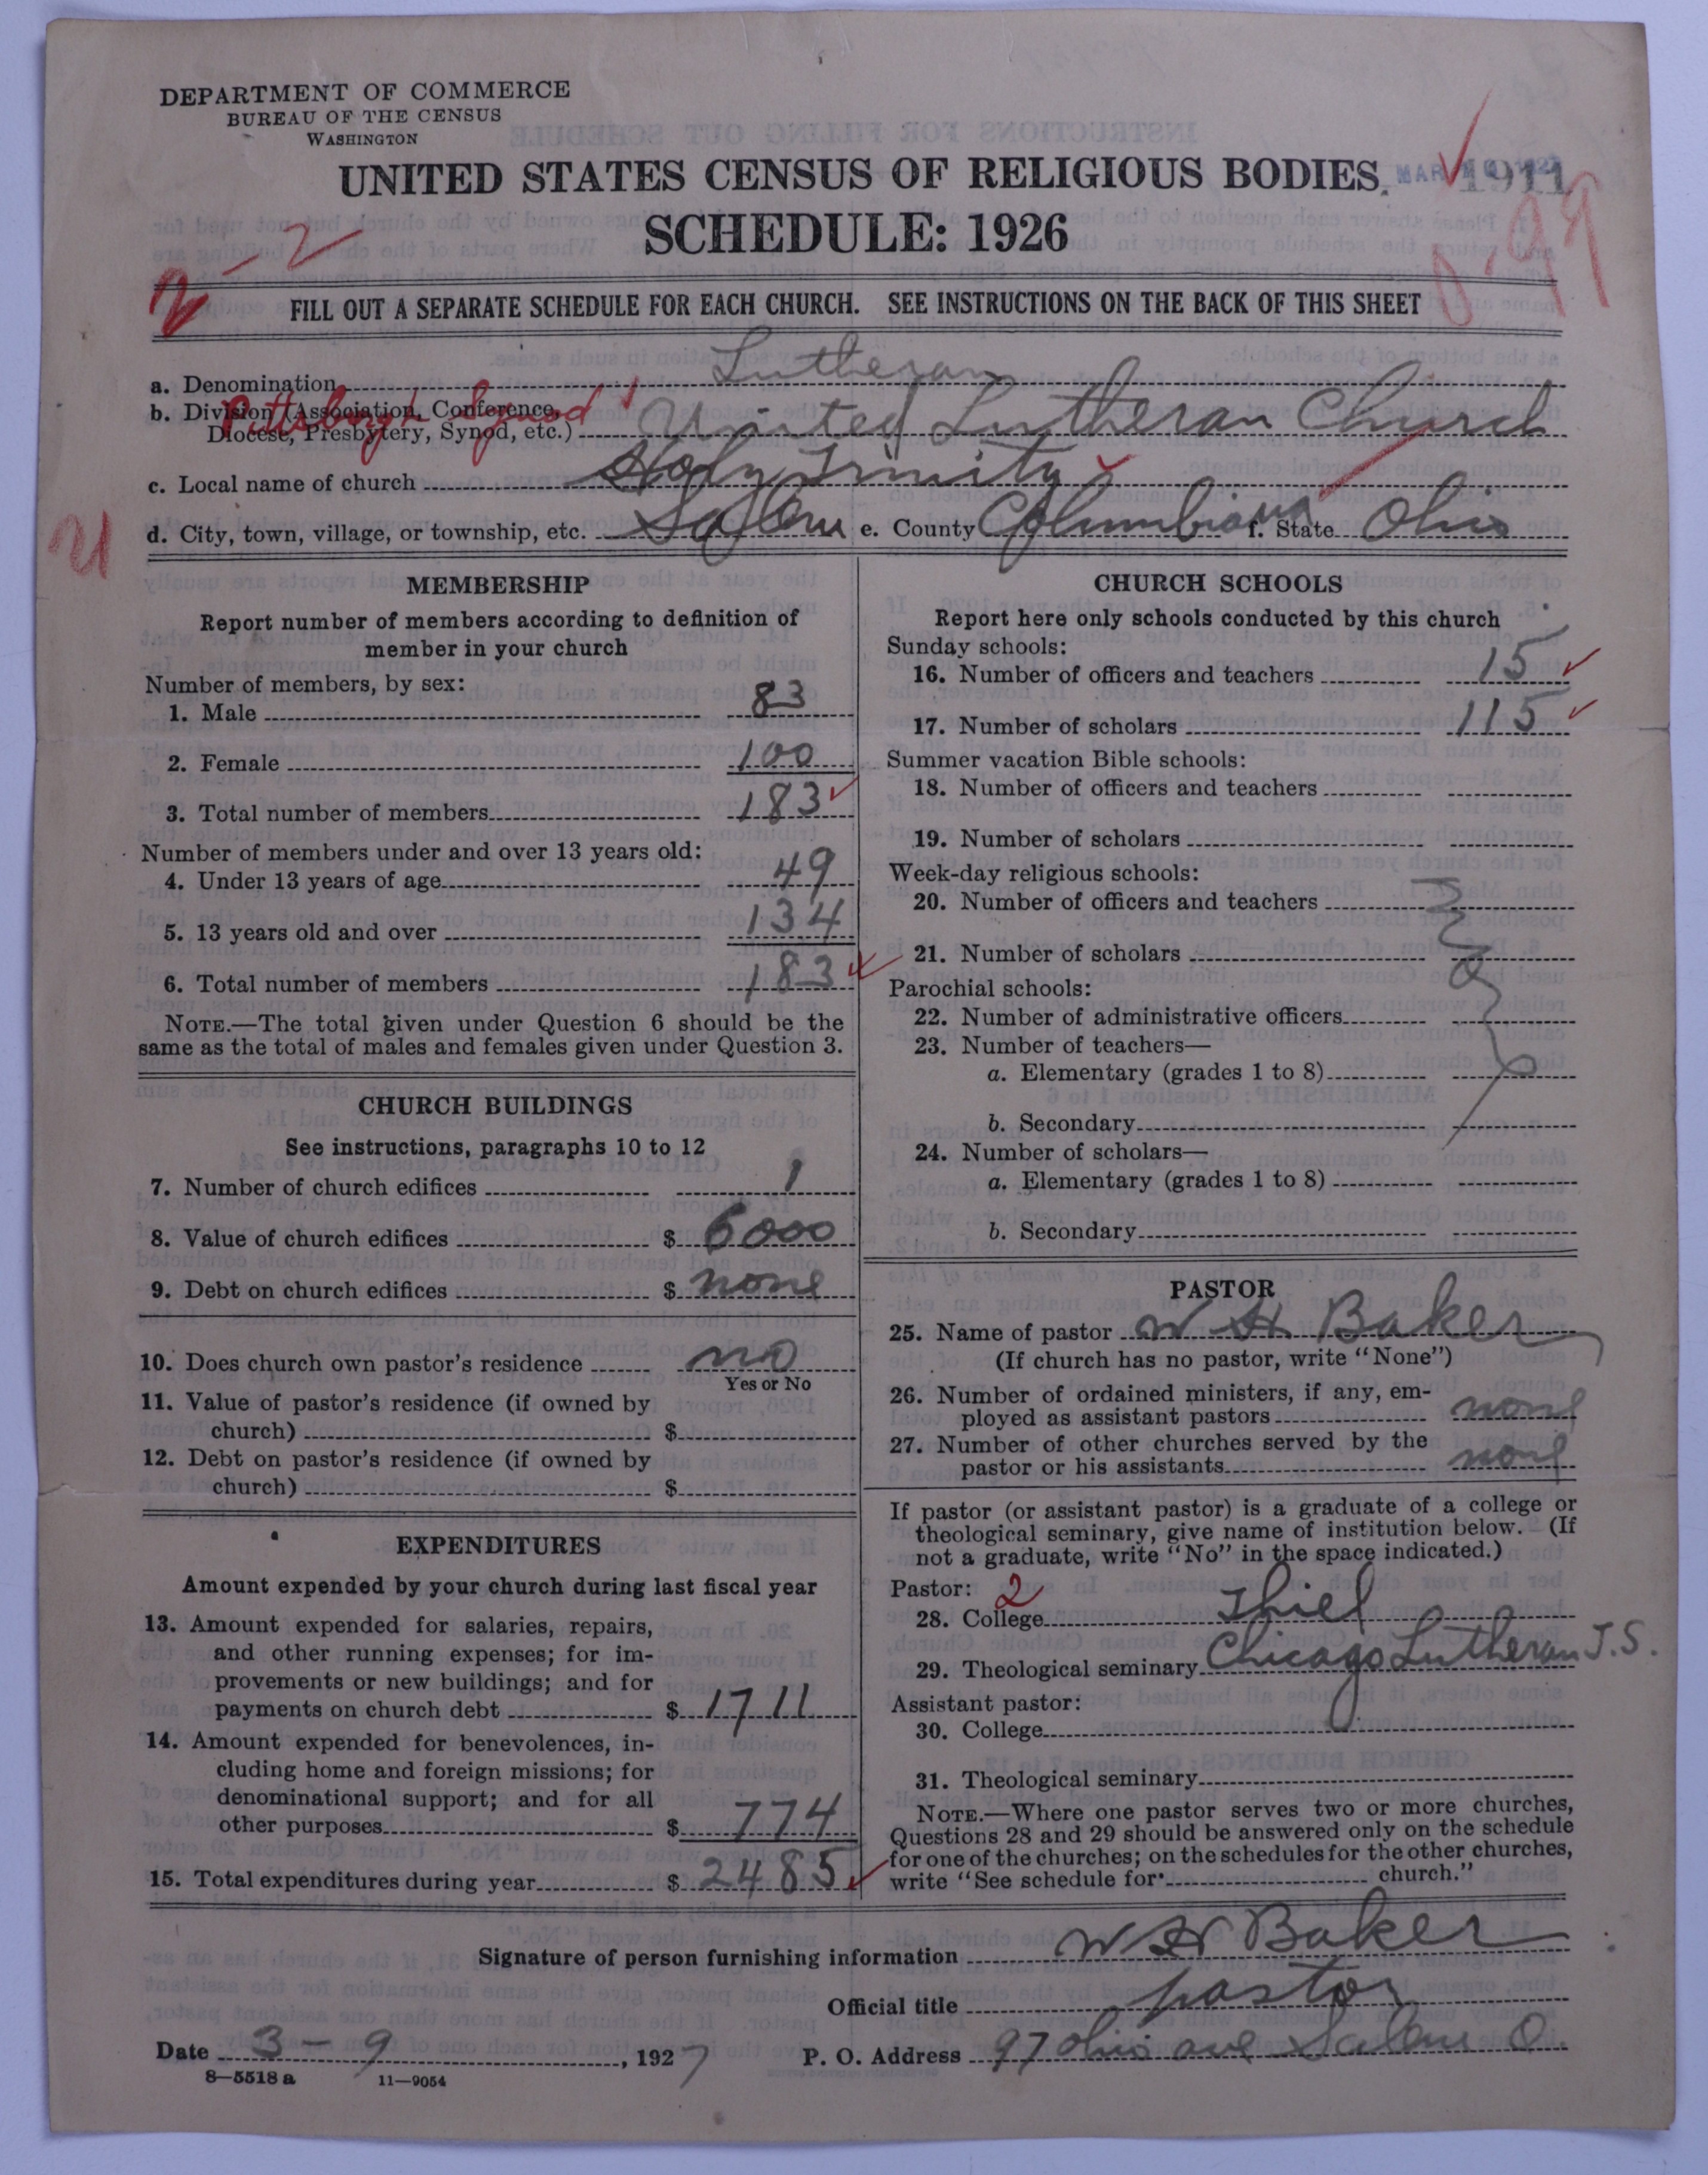 DEPARTMENT OF COMMERCE
BUREAU OF THE CENSUS
WASHINGTON
UNITED STATES CENSUS OF RELIGIOUS BODIES
SCHEDULE: 1926
1911
0.99
2-2
FILL OUT A SEPARATE SCHEDULE FOR EACH CHURCH. SEE INSTRUCTIONS ON THE BACK OF THIS SHEET
a. Denomination Lutheran
b. Division (Association, Conference, Diocese, Presbytery, Synod, etc.) United Lutheran Church
Pittsburgh Synod
c. Local name of church Holy Trinity
d. City, town, village, or township, etc. Salem e. County Columbiana f. State Ohio
MEMBERSHIP
Report number of members according to definition of
member in your church
Number of members, by sex:
1. Male 83
2. Female 100
3. Total number of members 183
Number of members under and over 13 years old:
4. Under 13 years of age 49
5. 13 years old and over 134
6. Total number of members 183
NOTE.—The total given under Question 6 should be the
same as the total of males and females given under Question 3.
CHURCH BUILDINGS
See instructions, paragraphs 10 to 12
7. Number of church edifices 1
8. Value of church edifices $ 6000
9. Debt on church edifices $ none
10. Does church own pastor's residence no
Yes or No
11. Value of pastor's residence (if owned by
church) $
12. Debt on pastor's residence (if owned by
church) $
EXPENDITURES
Amount expended by your church during last fiscal year
13. Amount expended for salaries, repairs,
and other running expenses; for im-
provements or new buildings; and for
payments on church debt $ 1711
14. Amount expended for benevolences, in-
cluding home and foreign missions; for
denominational support; and for all
other purposes $ 774
15. Total expenditures during year $ 2485
CHURCH SCHOOLS
Report here only schools conducted by this church
Sunday schools:
16. Number of officers and teachers 15
17. Number of scholars 115
Summer vacation Bible schools:
18. Number of officers and teachers
19. Number of scholars
Week-day religious schools:
20. Number of officers and teachers
21. Number of scholars
Parochial schools:
22. Number of administrative officers
23. Number of teachers—
a. Elementary (grades 1 to 8)
b. Secondary
24. Number of scholars—
a. Elementary (grades 1 to 8)
b. Secondary
PASTOR
25. Name of pastor W H Baker
(If church has no pastor, write "None")
26. Number of ordained ministers, if any, em-
ployed as assistant pastors none
27. Number of other churches served by the
pastor or his assistants none
If pastor (or assistant pastor) is a graduate of a college or
theological seminary, give name of institution below. (If
not a graduate, write "No" in the space indicated.)
Pastor: 2
28. College Thiel
29. Theological seminary Chicago Lutheran T.S.
Assistant pastor:
30. College
31. Theological seminary
NOTE.—Where one pastor serves two or more churches,
Questions 28 and 29 should be answered only on the schedule
for one of the churches; on the schedules for the other churches,
write "See schedule for church."
Signature of person furnishing information W H Baker
Official title pastor
Date 3-9, 1927 P. O. Address 97 Ohio ave Salem O.
8—5518 a 11—9054